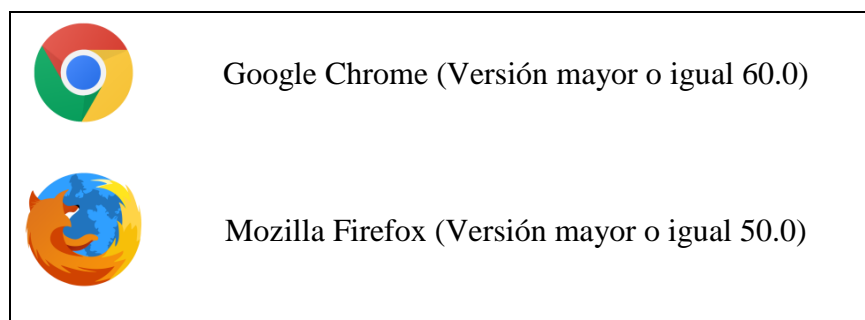 Google Chrome (Versión mayor o igual 60.0)
Mozilla Firefox (Versión mayor o igual 50.0)